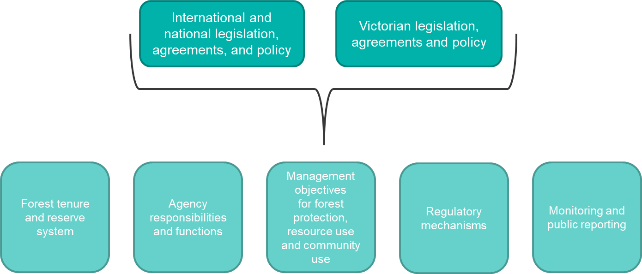 International and
national legislation,
agreements, and policy
Victorian legislation,
agreements and policy
Forest tenure
and reserve
system
Agency
responsibilities
and functions
Management
objectives
for forest
protection,
resource use
and community
use
Regulatory
mechanisms
Monitoring and
public reporting